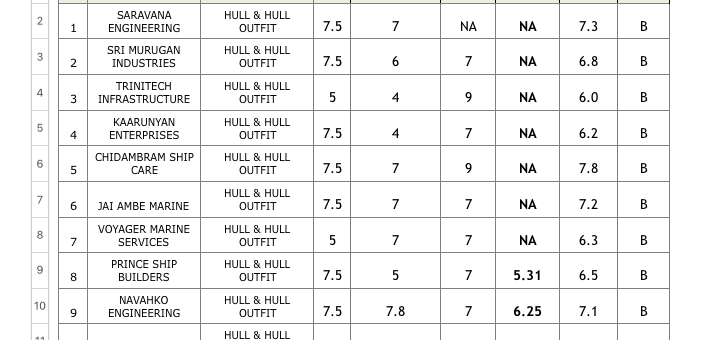 2 1 SARAVANA ENGINEERING HULL & HULL OUTFIT 7.5 7 NA NA 7.3 B
3 2 SRI MURUGAN INDUSTRIES HULL & HULL OUTFIT 7.5 6 7 NA 6.8 B
4 3 TRINITECH INFRASTRUCTURE HULL & HULL OUTFIT 5 4 9 NA 6.0 B
5 4 KAARUNYAN ENTERPRISES HULL & HULL OUTFIT 7.5 4 7 NA 6.2 B
6 5 CHIDAMBRAM SHIP CARE HULL & HULL OUTFIT 7.5 7 9 NA 7.8 B
7 6 JAI AMBE MARINE HULL & HULL OUTFIT 7.5 7 7 NA 7.2 B
8 7 VOYAGER MARINE SERVICES HULL & HULL OUTFIT 5 7 7 NA 6.3 B
9 8 PRINCE SHIP BUILDERS HULL & HULL OUTFIT 7.5 5 7 5.31 6.5 B
10 9 NAVAHKO ENGINEERING HULL & HULL OUTFIT 7.5 7.8 7 6.25 7.1 B
HULL & HULL